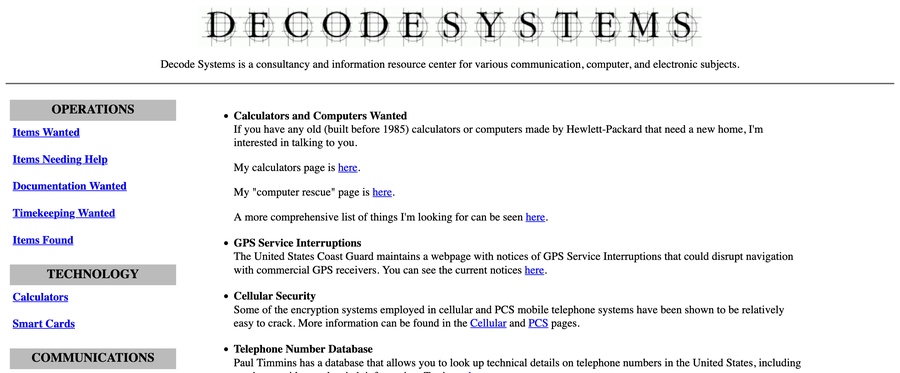 DECODESYSTEMS
Decode Systems is a consultancy and information resource center for various communication, computer, and electronic subjects.
OPERATIONS
Items Wanted
Items Needing Help
Documentation Wanted
Timekeeping Wanted
Items Found
TECHNOLOGY
Calculators
Smart Cards
COMMUNICATIONS
• Calculators and Computers Wanted
If you have any old (built before 1985) calculators or computers made by Hewlett-Packard that need a new home, I'm
interested in talking to you.
My calculators page is here.
My "computer rescue" page is here.
A more comprehensive list of things I'm looking for can be seen here.
• GPS Service Interruptions
The United States Coast Guard maintains a webpage with notices of GPS Service Interruptions that could disrupt navigation
with commercial GPS receivers. You can see the current notices here.
• Cellular Security
Some of the encryption systems employed in cellular and PCS mobile telephone systems have been shown to be relatively
easy to crack. More information can be found in the Cellular and PCS pages.
• Telephone Number Database
Paul Timmins has a database that allows you to look up technical details on telephone numbers in the United States, including